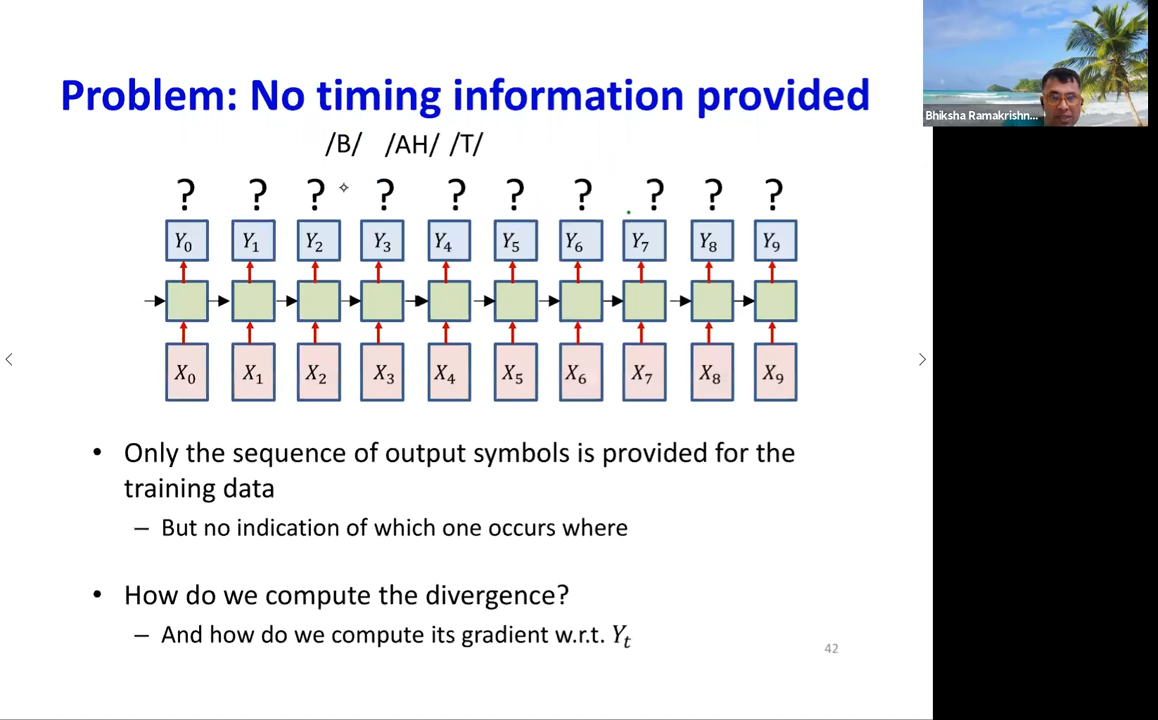 Problem: No timing information provided
Bhiksha Ramakrishn...
/B/ /AH/ /T/
? ? ? ? ? ? ? ? ? ?
Y₀ Y₁ Y₂ Y₃ Y₄ Y₅ Y₆ Y₇ Y₈ Y₉
X₀ X₁ X₂ X₃ X₄ X₅ X₆ X₇ X₈ X₉
• Only the sequence of output symbols is provided for the
training data
– But no indication of which one occurs where
• How do we compute the divergence?
– And how do we compute its gradient w.r.t. Yₜ
42